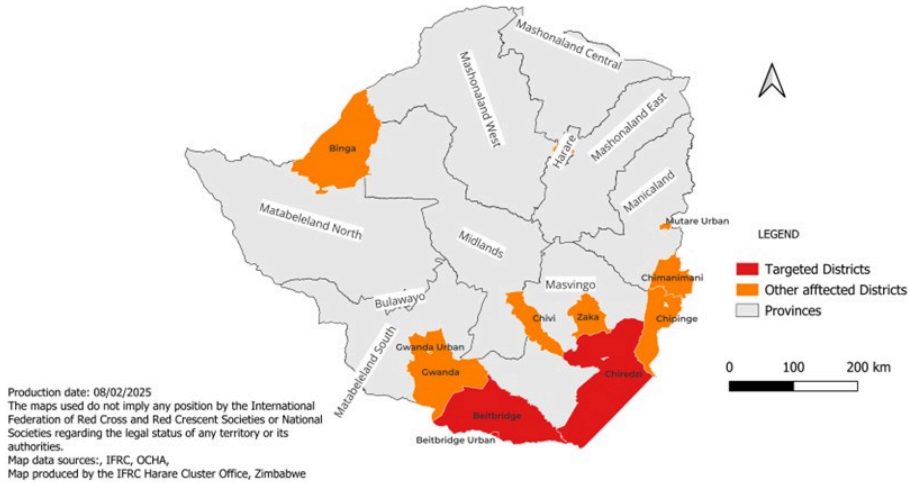 Mashonaland Central
Mashonaland West
Mashonaland East
Harare
Binga
Manicaland
Matabeleland North
Mutare Urban
Midlands
LEGEND
Targeted Districts
Other afftected Districts
Provinces
Chimanimani
Masvingo
Bulawayo
Chipinge
Chivi
Zaka
Matabeleland South
Gwanda Urban
Gwanda
Chiredzi
0 100 200 km
Beitbridge
Beitbridge Urban
Production date: 08/02/2025
The maps used do not imply any position by the International
Federation of Red Cross and Red Crescent Societies or National
Societies regarding the legal status of any territory or its
authorities.
Map data sources:, IFRC, OCHA,
Map produced by the IFRC Harare Cluster Office, Zimbabwe